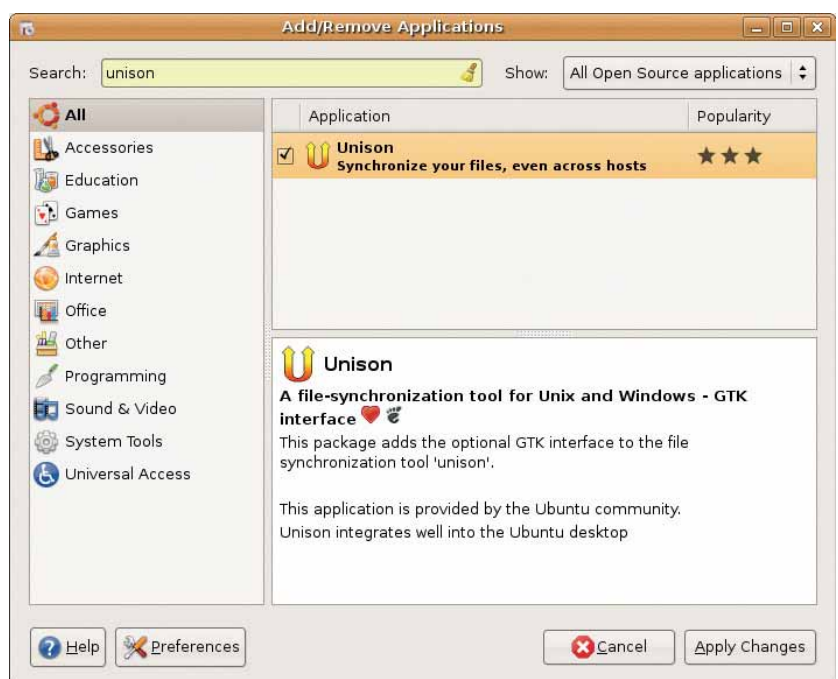 Add/Remove Applications
Search: unison Show: All Open Source applications
All
Accessories
Education
Games
Graphics
Internet
Office
Other
Programming
Sound & Video
System Tools
Universal Access
Application Popularity
Unison
Synchronize your files, even across hosts
Unison
A file-synchronization tool for Unix and Windows - GTK
interface
This package adds the optional GTK interface to the file
synchronization tool 'unison'.
This application is provided by the Ubuntu community.
Unison integrates well into the Ubuntu desktop
Help Preferences Cancel Apply Changes